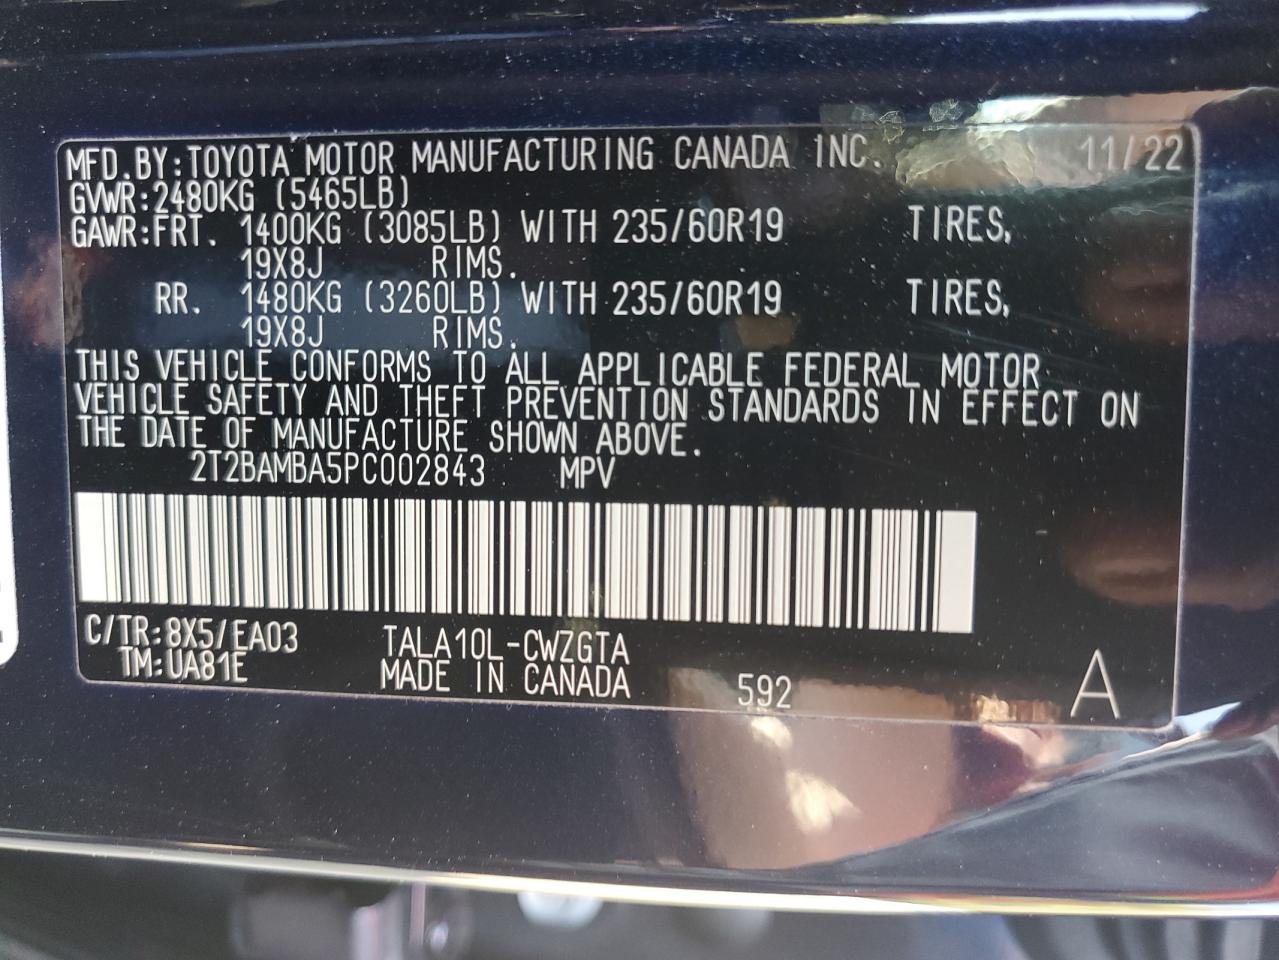 MFD.BY:TOYOTA MOTOR MANUFACTURING CANADA INC. 11/22
GVWR:2480KG (5465LB)
GAWR:FRT. 1400KG (3085LB) WITH 235/60R19 TIRES,
19X8J RIMS.
RR. 1480KG (3260LB) WITH 235/60R19 TIRES,
19X8J RIMS.
THIS VEHICLE CONFORMS TO ALL APPLICABLE FEDERAL MOTOR
VEHICLE SAFETY AND THEFT PREVENTION STANDARDS IN EFFECT ON
THE DATE OF MANUFACTURE SHOWN ABOVE.
2T2BAMBA5PC002843 MPV
C/TR:8X5/EA03 TALA10L-CWZGTA
TM:UA81E MADE IN CANADA 592 A